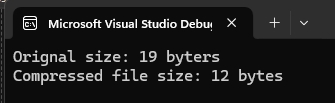 Microsoft Visual Studio Debu
Orignal size: 19 byters
Compressed file size: 12 bytes